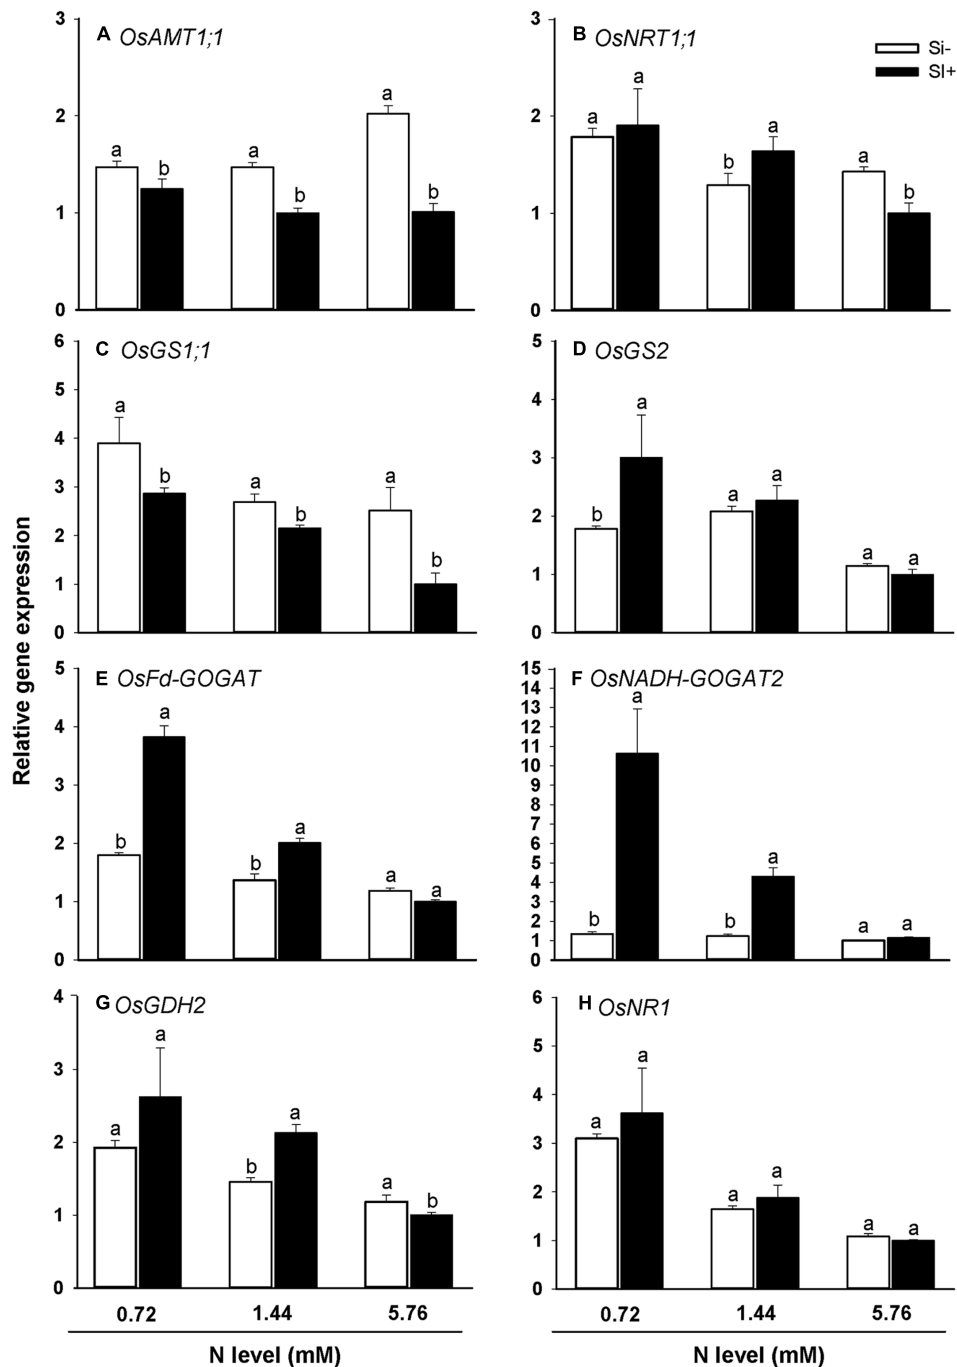 A OsAMT1;1
3
2
1
0
a
b
a
b
a
b
B OsNRT1;1
Si-
SI+
3
2
1
0
a
a
b
a
a
b
C OsGS1;1
6
5
4
3
2
1
0
a
b
a
b
a
b
D OsGS2
5
4
3
2
1
0
b
a
a
a
a
a
Relative gene expression
E OsFd-GOGAT
5
4
3
2
1
0
b
a
b
a
a
a
F OsNADH-GOGAT2
15
14
13
12
11
10
9
8
7
6
5
4
3
2
1
0
b
a
b
a
a
a
G OsGDH2
4
3
2
1
0
a
a
b
a
a
b
0.72 1.44 5.76
N level (mM)
H OsNR1
6
5
4
3
2
1
0
a
a
a
a
a
a
0.72 1.44 5.76
N level (mM)